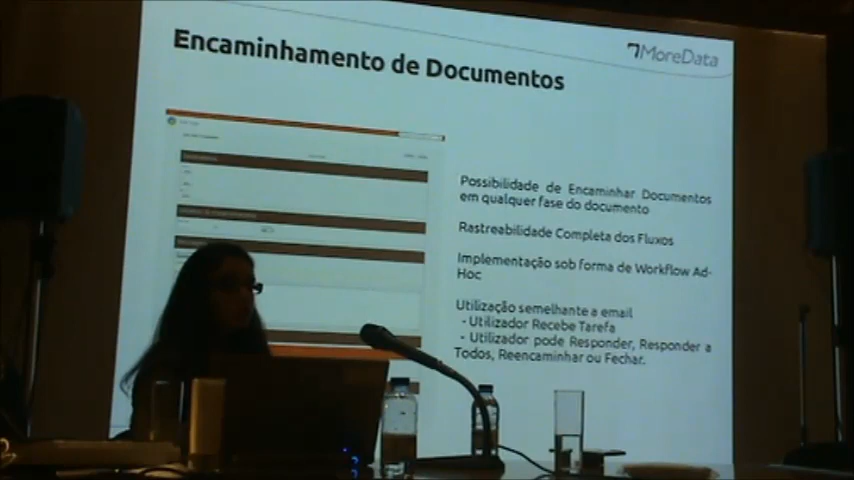 Encaminhamento de Documentos
MoreData
Possibilidade de Encaminhar Documentos
em qualquer fase do documento
Rastreabilidade Completa dos Fluxos
Implementação sob forma de Workflow Ad-
Hoc
Utilização semelhante a email
- Utilizador Recebe Tarefa
- Utilizador pode Responder, Responder a
Todos, Reencaminhar ou Fechar.